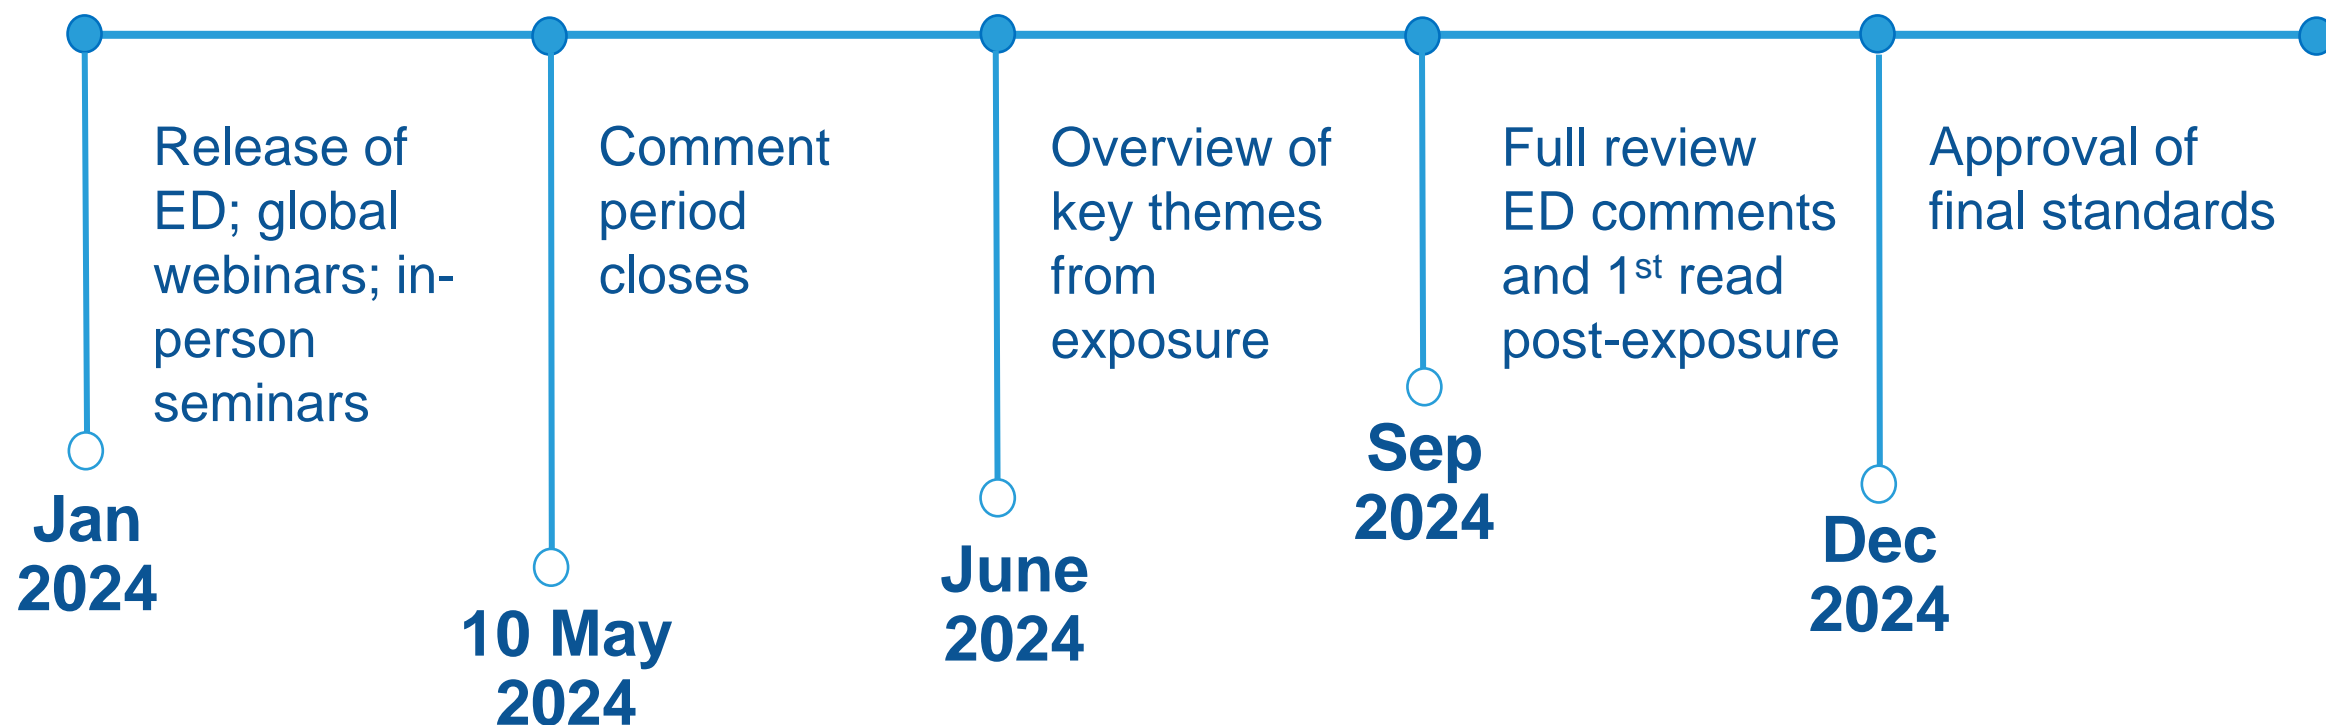 Release of
ED; global
webinars; in-
person
seminars
Jan
2024
Comment
period
closes
10 May
2024
Overview of
key themes
from
exposure
June
2024
Full review
ED comments
and 1st read
post-exposure
Sep
2024
Approval of
final standards
Dec
2024